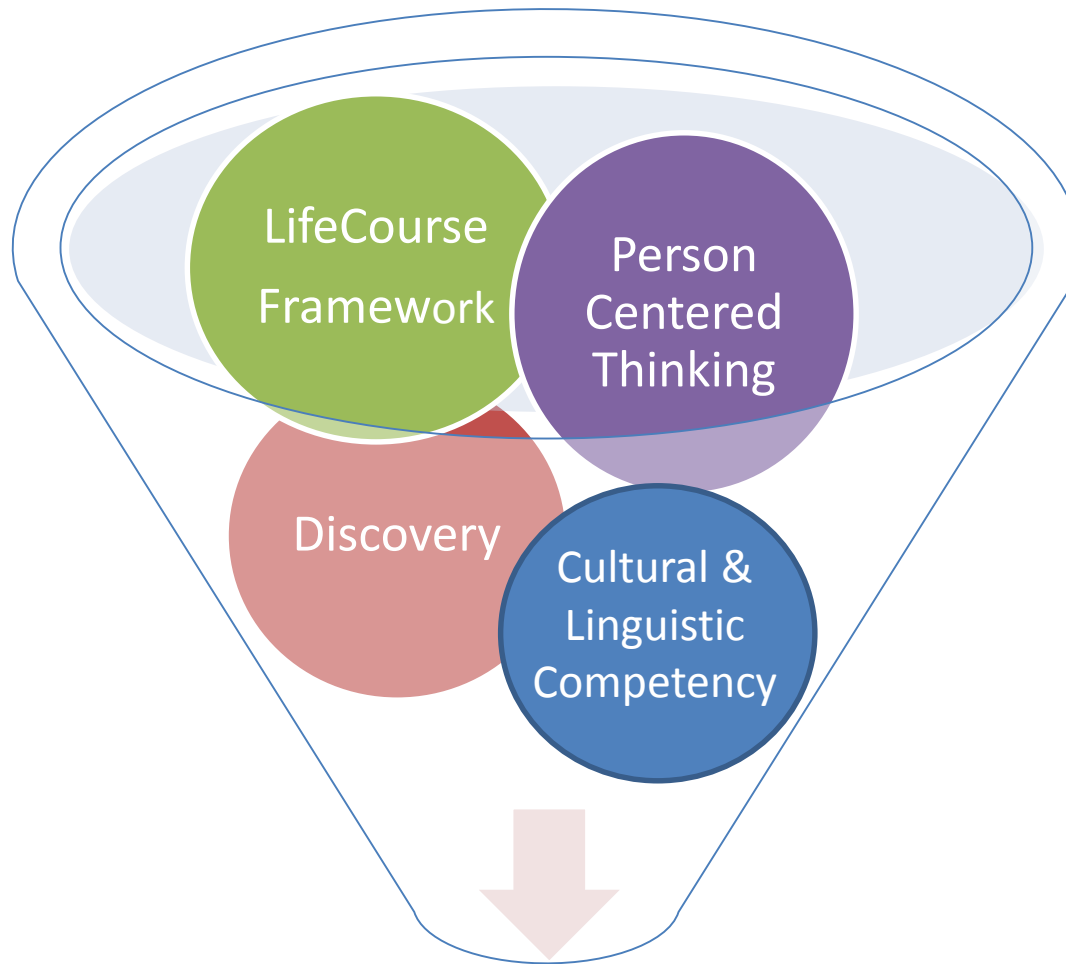 LifeCourse
Framework
Person
Centered
Thinking
Discovery
Cultural &
Linguistic
Competency